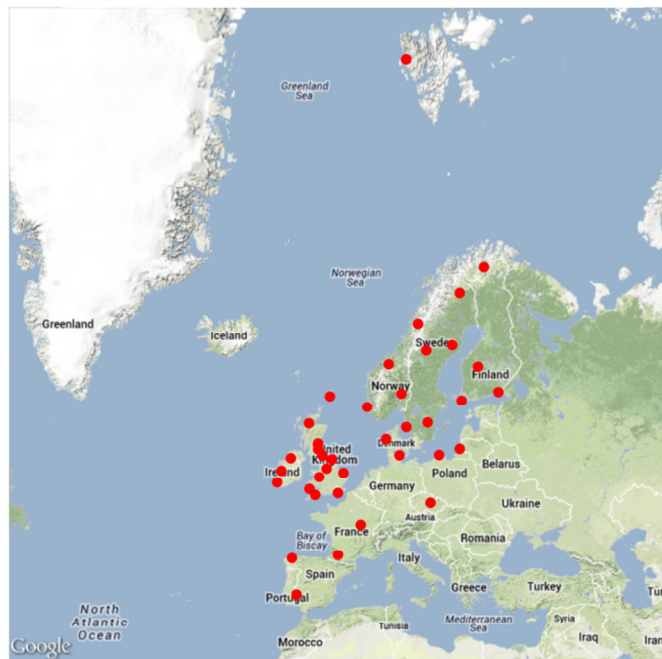 Greenland
Sea
Norwegian
Sea
Greenland
Iceland
Swede
Finland
Norway
United
Kingdom
Denmark
Ireland
Belarus
Poland
Germany
Ukraine
Austria
France
Bay of
Biscay
Romania
Italy
Spain
Portugal
Greece
Turkey
North
Atlantic
Ocean
Mediterranean
Sea
Tunisia
Syria
Morocco
Iraq
Iran
Google